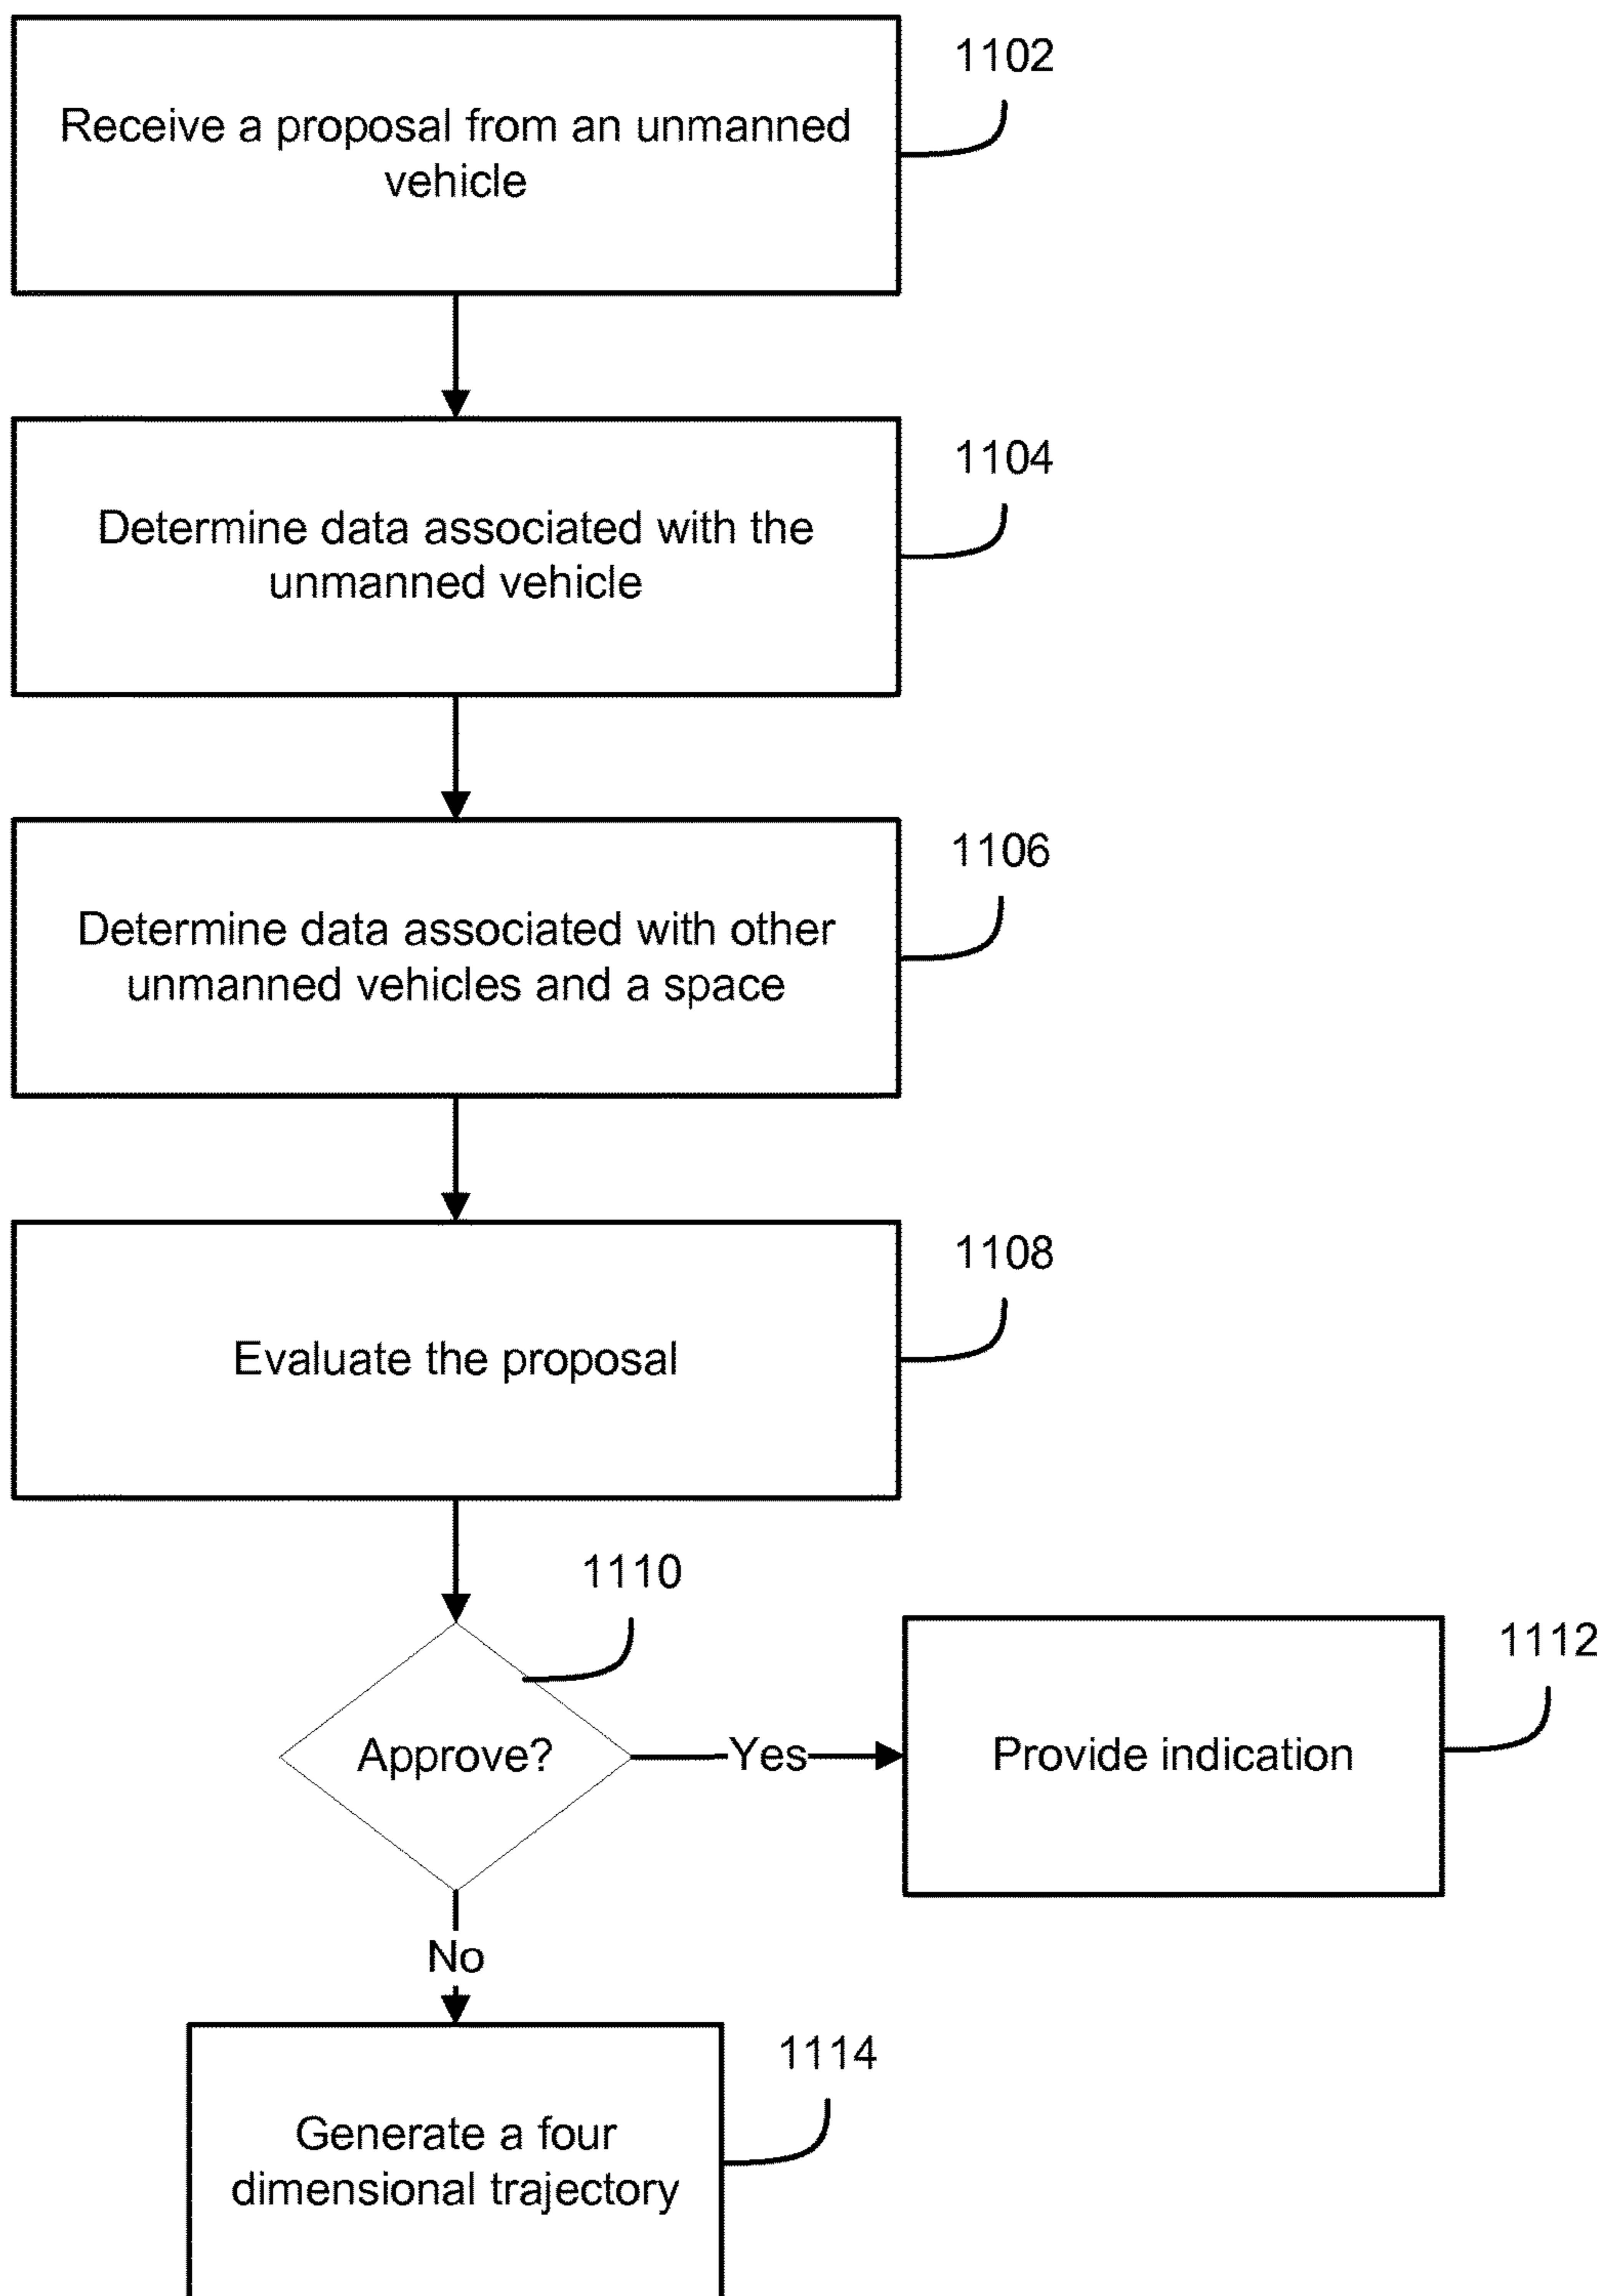 1102
Receive a proposal from an unmanned
vehicle
1104
Determine data associated with the
unmanned vehicle
1106
Determine data associated with other
unmanned vehicles and a space
1108
Evaluate the proposal
1110
Approve?
Yes
1112
Provide indication
No
1114
Generate a four
dimensional trajectory